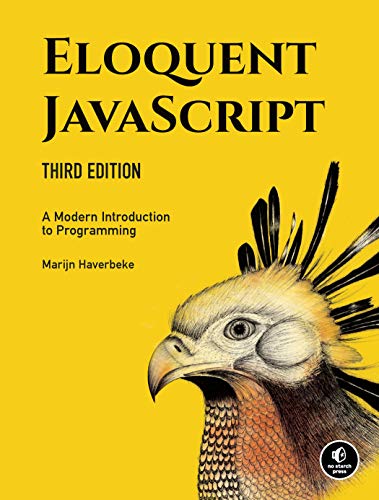 ELOQUENT
JAVASCRIPT
THIRD EDITION
A Modern Introduction
to Programming
Marijn Haverbeke
no starch
press